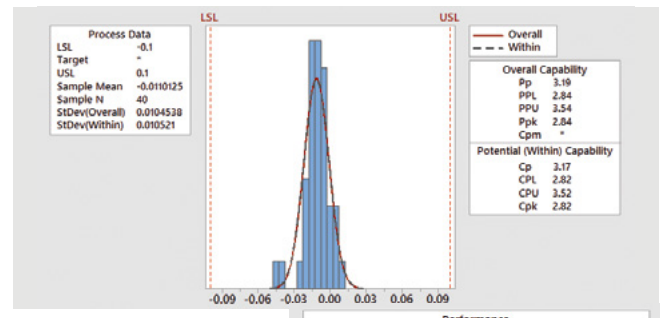 LSL
USL
Process Data
LSL -0.1
Target *
USL 0.1
Sample Mean -0.0110125
Sample N 40
StDev(Overall) 0.0104538
StDev(Within) 0.010521
Overall
Within
Overall Capability
Pp 3.19
PPL 2.84
PPU 3.54
Ppk 2.84
Cpm *
Potential (Within) Capability
Cp 3.17
CPL 2.82
CPU 3.52
Cpk 2.82
-0.09 -0.06 -0.03 0.00 0.03 0.06 0.09